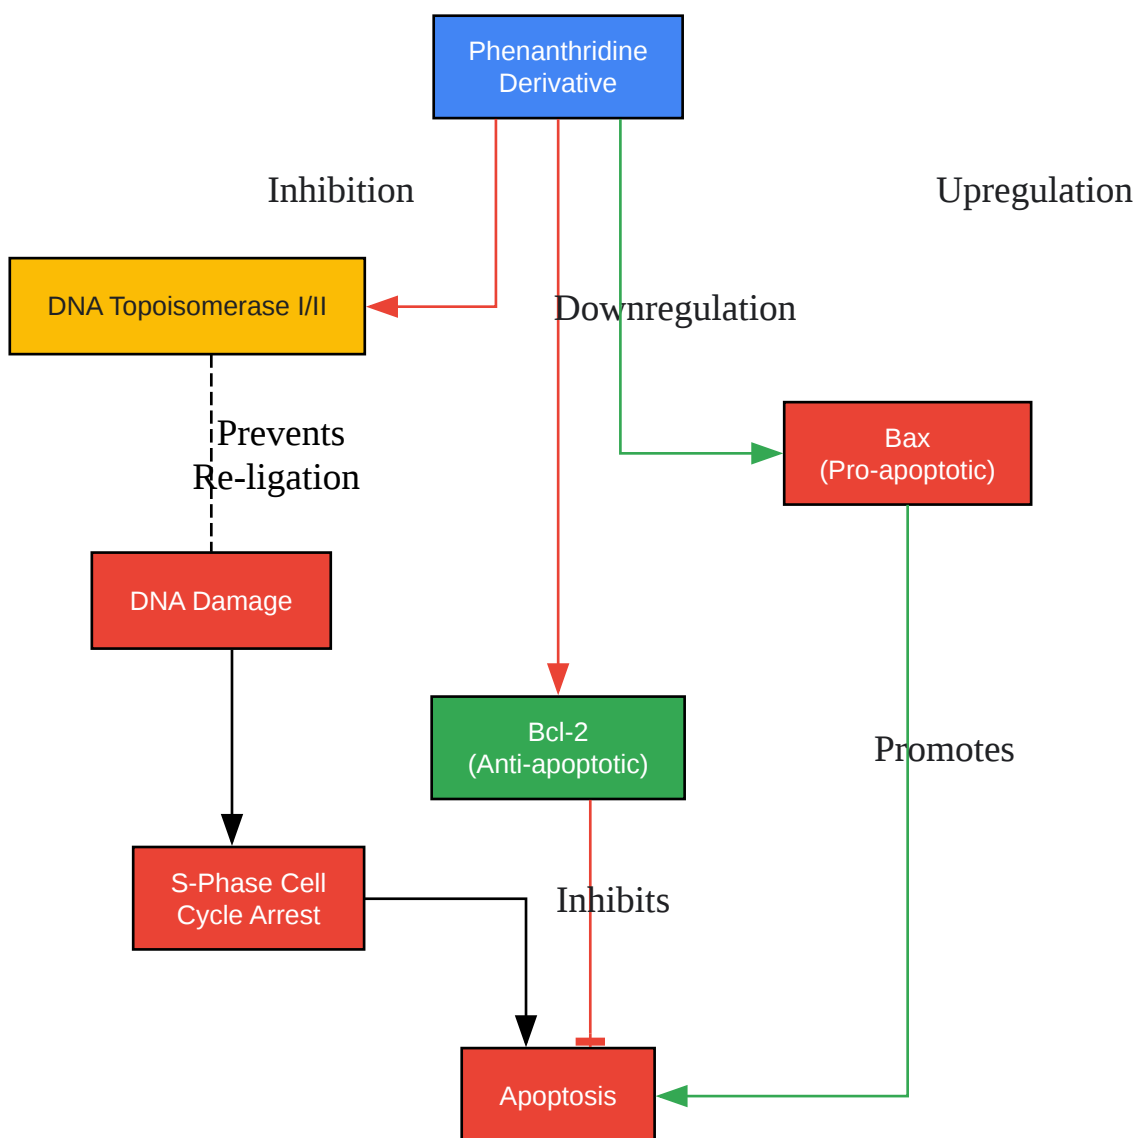 Phenanthridine
Derivative
Inhibition
Upregulation
DNA Topoisomerase I/II
Downregulation
Prevents
Re-ligation
Bax
(Pro-apoptotic)
DNA Damage
Bcl-2
(Anti-apoptotic)
Promotes
S-Phase Cell
Cycle Arrest
Inhibits
Apoptosis